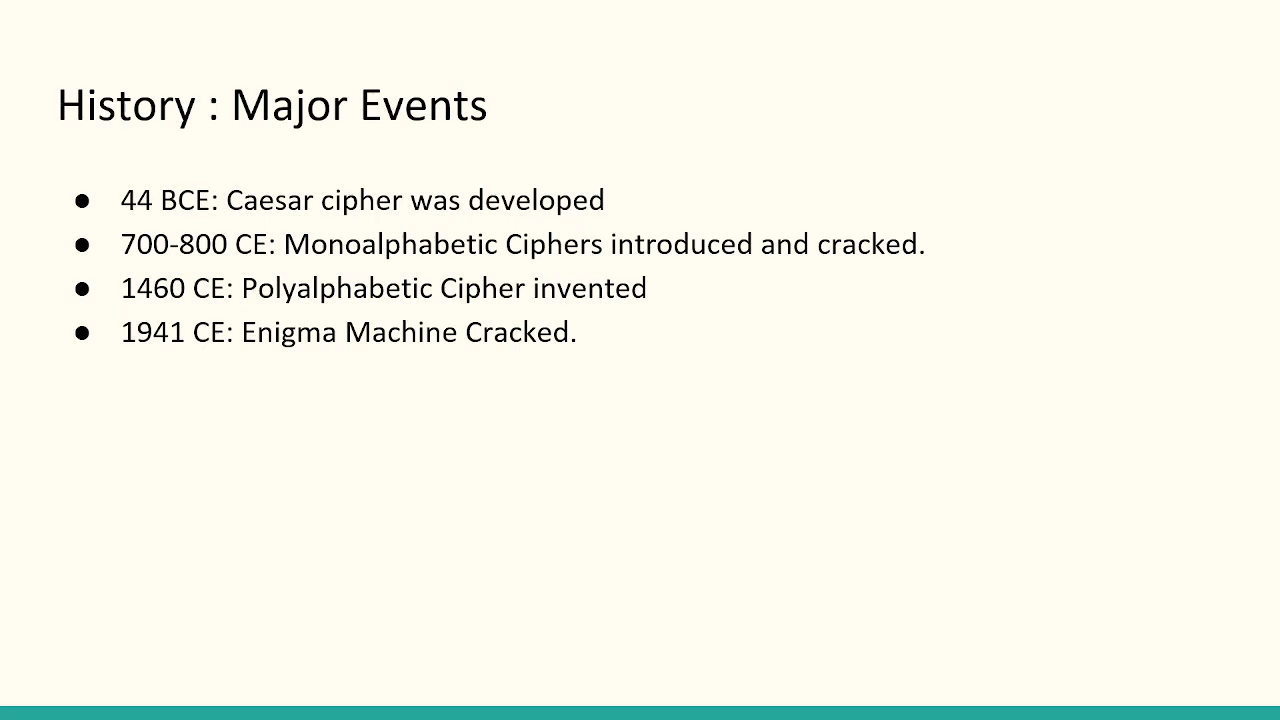 History : Major Events
● 44 BCE: Caesar cipher was developed
● 700-800 CE: Monoalphabetic Ciphers introduced and cracked.
● 1460 CE: Polyalphabetic Cipher invented
● 1941 CE: Enigma Machine Cracked.